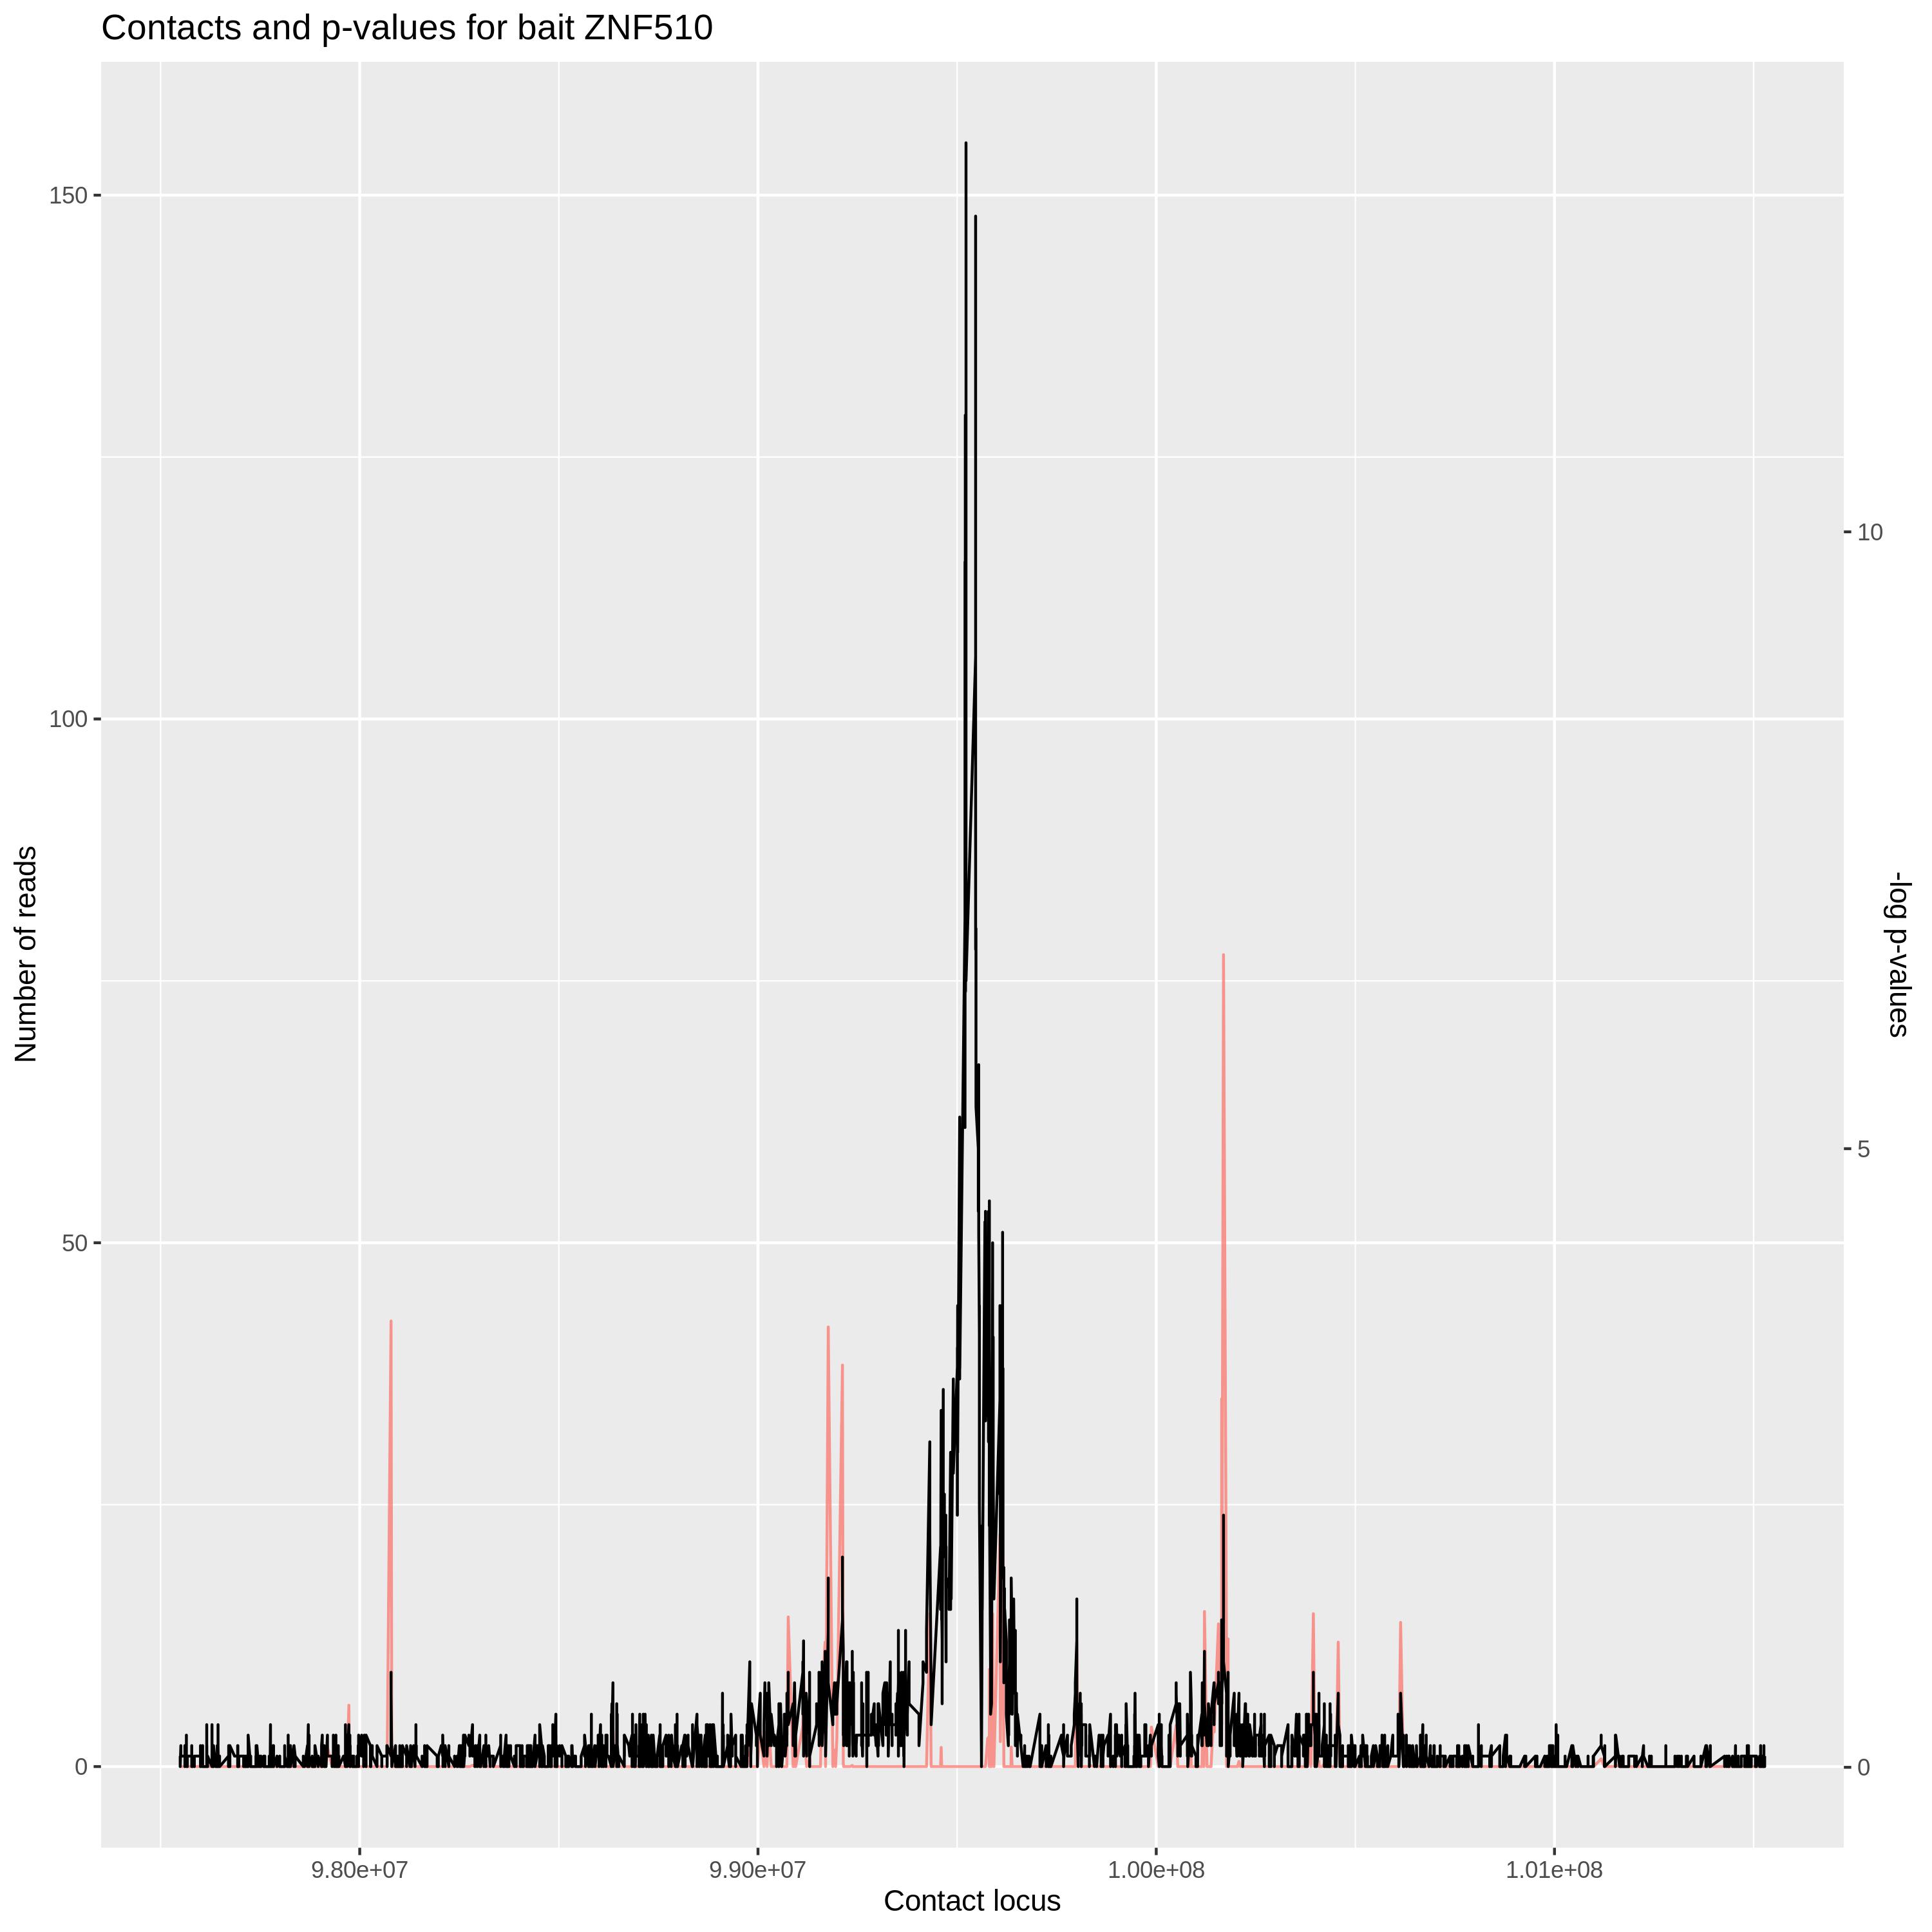 Contacts and p-values for bait ZNF510
150
100
50
0
10
5
0
Number of reads
-log p-values
9.80e+07
9.90e+07
1.00e+08
1.01e+08
Contact locus